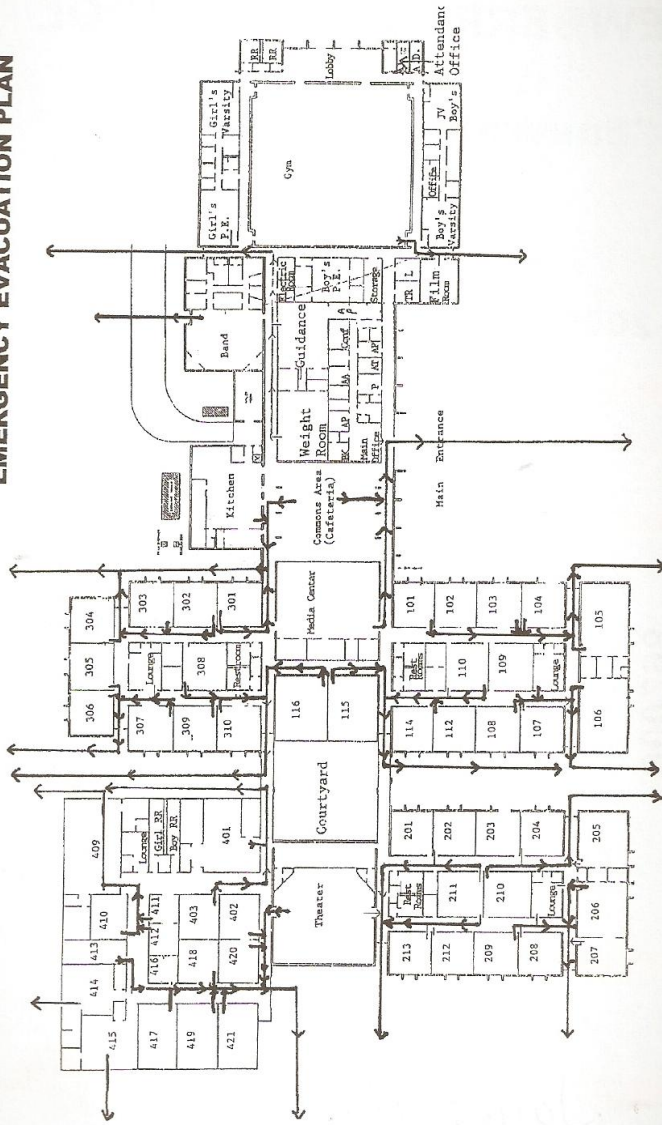 EMERGENCY EVACUATION PLAN
RR
RR
Lobby
A.D.
Attendanc
Office
Girl's
Varsity
Girl's
P.E.
Gym
JV
Boy's
Office
Boy's
Varsity
Band
Electric
Room
Boy's
P.E.
Storage
TR
L
Film
Room
Guidance
Weight
Room
Conf
AA
AP
BK
Main
Office
P
AT
AP
Kitchen
Commons Area
(Cafeteria)
Main Entrance
Media Center
304
305
306
303
302
301
Lounge
308
Restroom
307
309
310
101
102
103
104
105
Rest
Rooms
110
109
Lounge
114
112
108
107
106
116
115
Courtyard
Theater
409
Lounge
Girl RR
Boy RR
401
410
411
412
403
402
413
414
416
418
420
415
417
419
421
201
202
203
204
205
Rest
Rooms
211
210
Lounge
206
213
212
209
208
207